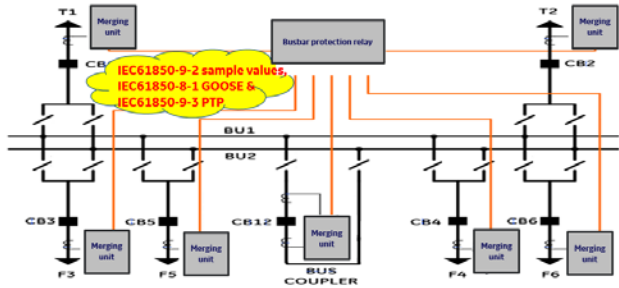 T1
Merging
unit
Busbar protection relay
T2
Merging
unit
CB
CB2
IEC61850-9-2 sample values,
IEC61850-8-1 GOOSE &
IEC61850-9-3 PTP
BU1
BU2
CB3
CB5
CB12
CB4
CB6
Merging
unit
Merging
unit
Merging
unit
Merging
unit
Merging
unit
F3
F5
BUS
COUPLER
F4
F6